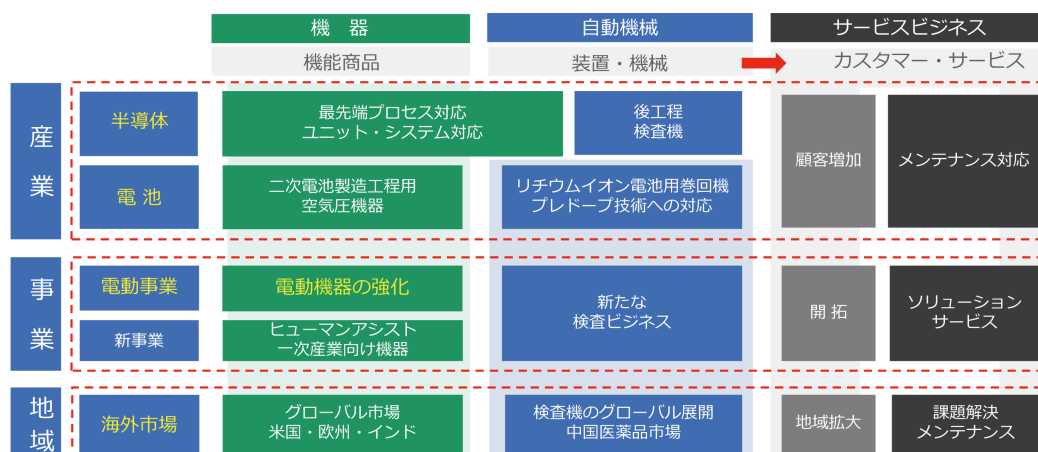 機　器
自動機械
サービスビジネス
機能商品
装置・機械
カスタマー・サービス
産業
半導体
最先端プロセス対応
ユニット・システム対応
後工程
検査機
顧客増加
メンテナンス対応
電 池
二次電池製造工程用
空気圧機器
リチウムイオン電池用巻回機
プレドープ技術への対応
事業
電動事業
電動機器の強化
新たな
検査ビジネス
開 拓
ソリューション
サービス
新事業
ヒューマンアシスト
一次産業向け機器
地域
海外市場
グローバル市場
米国・欧州・インド
検査機のグローバル展開
中国医薬品市場
地域拡大
課題解決
メンテナンス